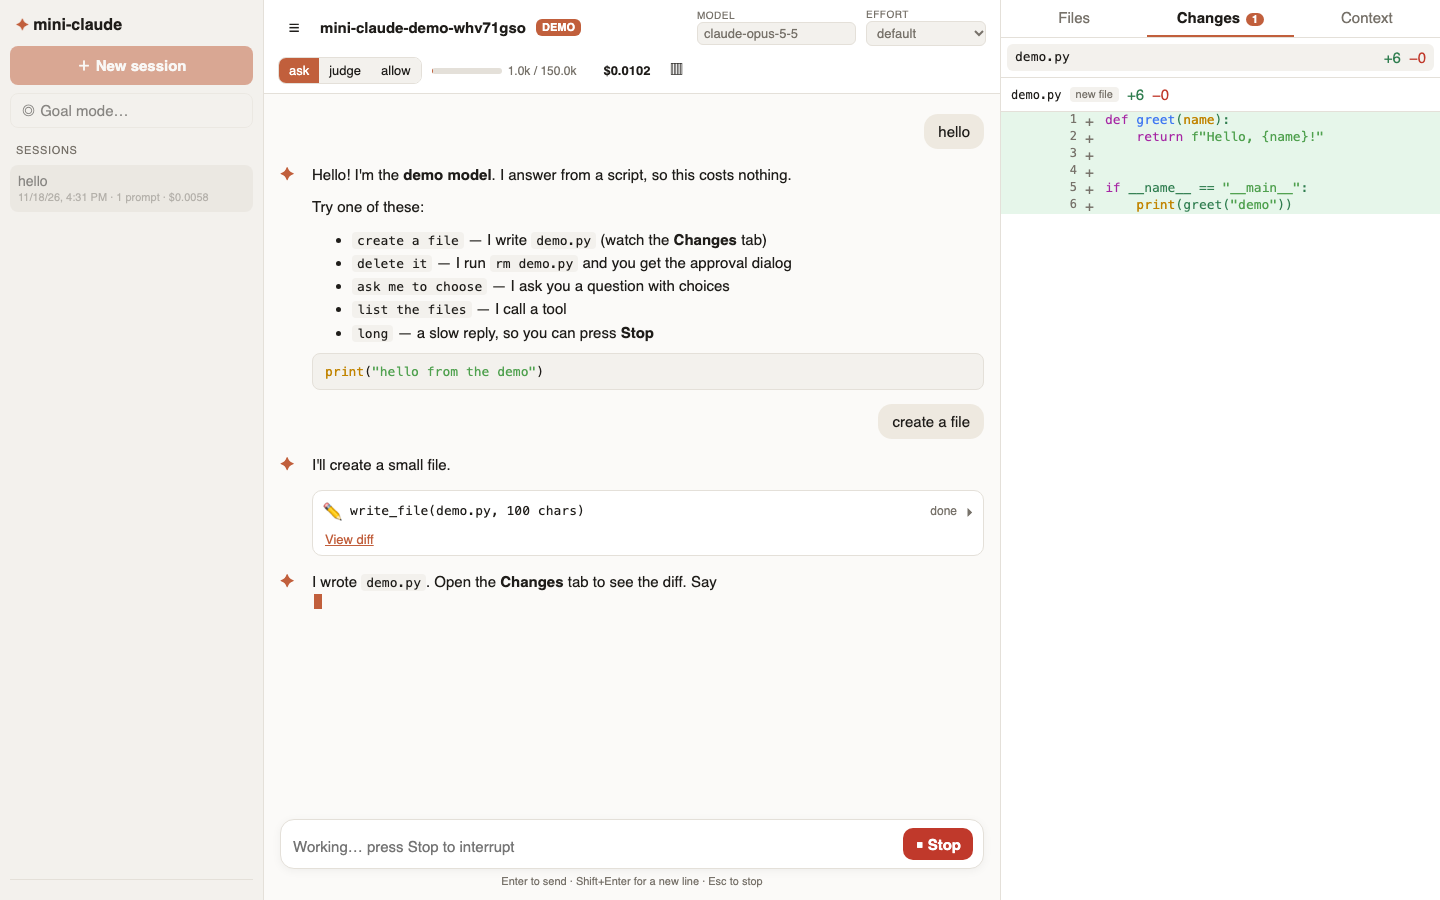 mini-claude
+ New session
Goal mode…
SESSIONS
hello
11/18/26, 4:31 PM · 1 prompt · $0.0058
mini-claude-demo-whv71gso DEMO
MODEL
claude-opus-5-5
EFFORT
default
ask judge allow 1.0k / 150.0k $0.0102
hello
Hello! I'm the demo model. I answer from a script, so this costs nothing.
Try one of these:
• create a file — I write demo.py (watch the Changes tab)
• delete it — I run rm demo.py and you get the approval dialog
• ask me to choose — I ask you a question with choices
• list the files — I call a tool
• long — a slow reply, so you can press Stop
print("hello from the demo")
create a file
I'll create a small file.
write_file(demo.py, 100 chars) done
View diff
I wrote demo.py. Open the Changes tab to see the diff. Say
Working… press Stop to interrupt
Stop
Enter to send · Shift+Enter for a new line · Esc to stop
Files Changes 1 Context
demo.py +6 −0
demo.py new file +6 −0
1 + def greet(name):
2 +     return f"Hello, {name}!"
3 +
4 +
5 + if __name__ == "__main__":
6 +     print(greet("demo"))